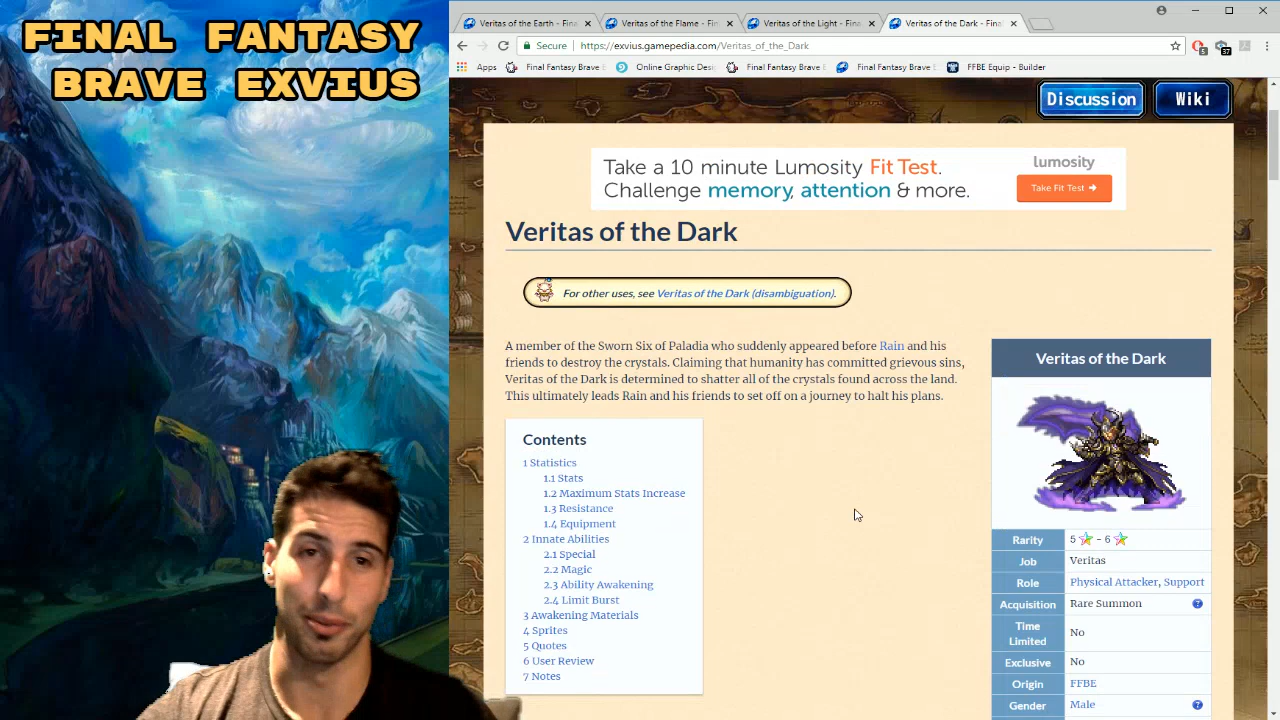 FINAL FANTASY
BRAVE EXVIUS
Veritas of the Earth - Fina
Veritas of the Flame - Fin
Veritas of the Light - Fina
Veritas of the Dark - Final
Secure
https://exvius.gamepedia.com/Veritas_of_the_Dark
5
37
Apps
Final Fantasy Brave E
Online Graphic Desi
Final Fantasy Brave
Final Fantasy Brave E
FFBE Equip - Builder
Discussion
Wiki
Take a 10 minute Lumosity Fit Test.
Challenge memory, attention & more.
lumosity
Take Fit Test
Veritas of the Dark
For other uses, see Veritas of the Dark (disambiguation).
A member of the Sworn Six of Paladia who suddenly appeared before Rain and his
friends to destroy the crystals. Claiming that humanity has committed grievous sins,
Veritas of the Dark is determined to shatter all of the crystals found across the land.
This ultimately leads Rain and his friends to set off on a journey to halt his plans.
Contents
1 Statistics
1.1 Stats
1.2 Maximum Stats Increase
1.3 Resistance
1.4 Equipment
2 Innate Abilities
2.1 Special
2.2 Magic
2.3 Ability Awakening
2.4 Limit Burst
3 Awakening Materials
4 Sprites
5 Quotes
6 User Review
7 Notes
Veritas of the Dark
Rarity 5 - 6
Job Veritas
Role Physical Attacker, Support
Acquisition Rare Summon ?
Time
Limited No
Exclusive No
Origin FFBE
Gender Male ?